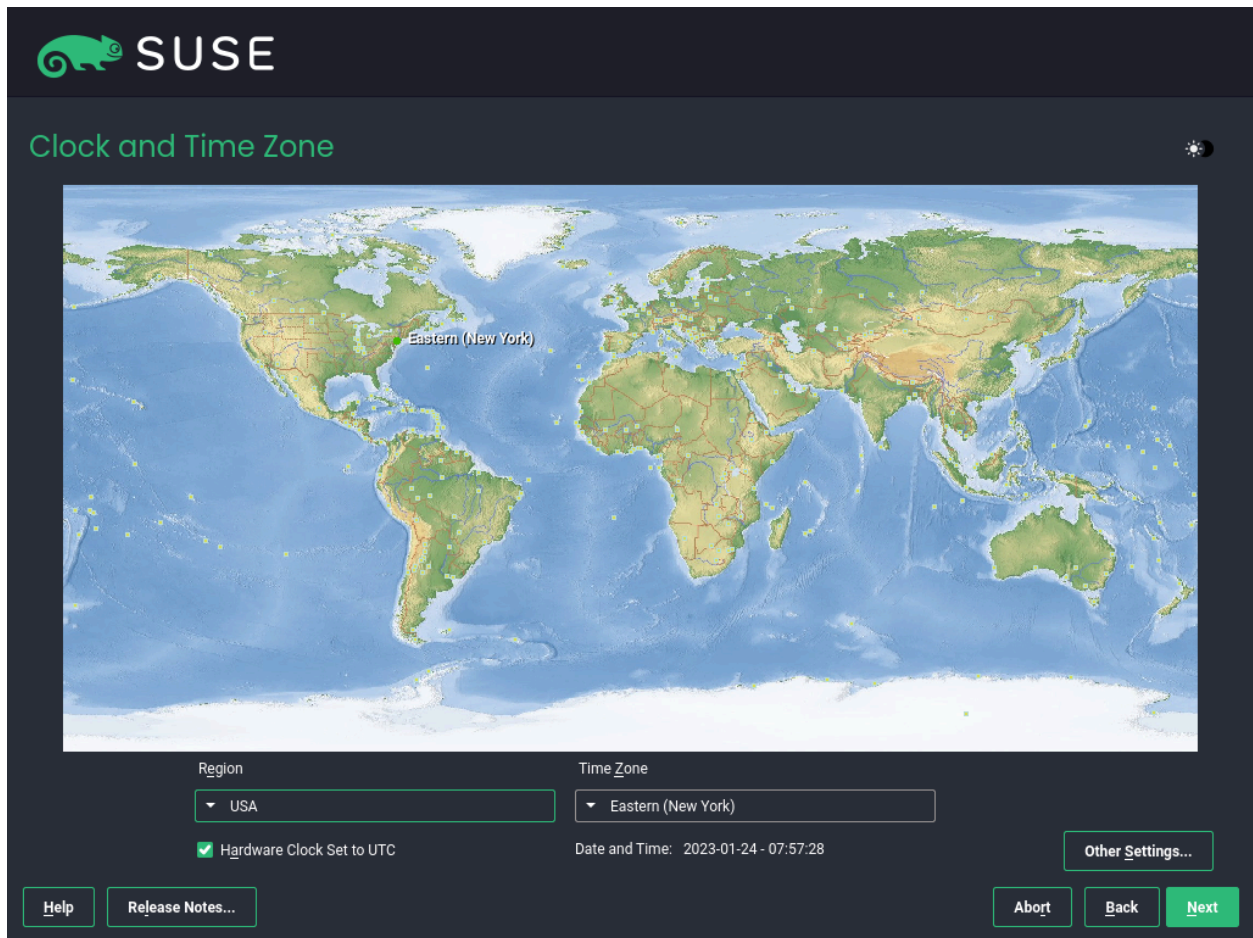 SUSE
Clock and Time Zone
Eastern (New York)
Region
Time Zone
USA
Eastern (New York)
Hardware Clock Set to UTC
Date and Time: 2023-01-24 - 07:57:28
Other Settings...
Help
Release Notes...
Abort
Back
Next